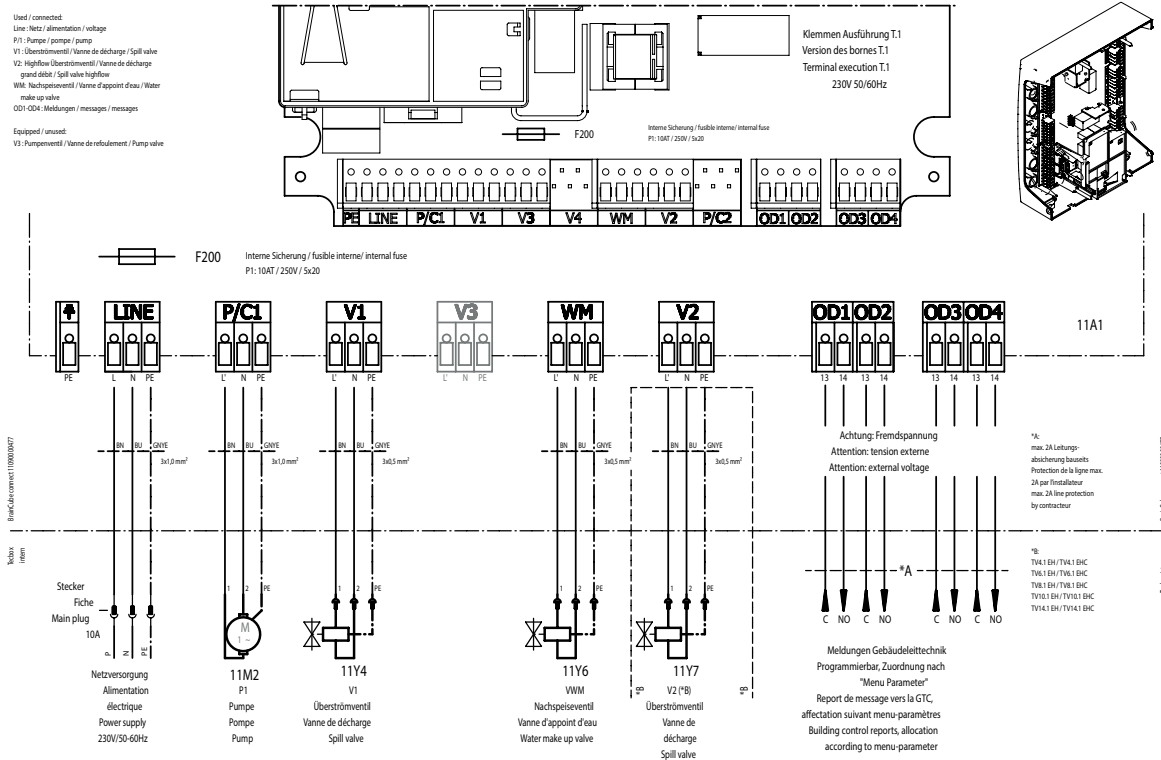 Used / connected:
Line : Netz / alimentation / voltage
P/1 : Pumpe / pompe / pump
V1 : Überströmventil / Vanne de décharge / Spill valve
V2: Highflow Überströmventil / Vanne de décharge
grand débit / Spill valve highflow
WM: Nachspeiseventil / Vanne d'appoint d'eau / Water
make up valve
OD1-OD4 : Meldungen / messages / messages
Equipped / unused:
V3 : Pumpenventil / Vanne de refoulement / Pump valve
Klemmen Ausführung T.1
Version des bornes T.1
Terminal execution T.1
230V 50/60Hz
F200
Interne Sicherung / fusible interne/ internal fuse
P1: 10AT / 250V / 5x20
PE LINE P/C1 V1 V3 V4 WM V2 P/C2 OD1 OD2 OD3 OD4
F200
Interne Sicherung / fusible interne/ internal fuse
P1: 10AT / 250V / 5x20
LINE P/C1 V1 V3 WM V2 OD1 OD2 OD3 OD4
11A1
PE L N PE L' N PE L' N PE L' N PE L' N PE L' N PE 13 14 13 14 13 14 13 14
BN BU GNYE BN BU GNYE BN BU GNYE BN BU GNYE BN BU GNYE
3x1,0 mm² 3x1,0 mm² 3x0,5 mm² 3x0,5 mm² 3x0,5 mm²
Achtung: Fremdspannung
Attention: tension externe
Attention: external voltage
*A:
max. 2A Leitungs-
absicherung bauseits
Protection de la ligne max.
2A par l'installateur
max. 2A line protection
by contracteur
BrainCube connect 11090000477
Tecbox
intern
*B:
TV4.1 EH / TV4.1 EHC
TV6.1 EH / TV6.1 EHC
TV8.1 EH / TV8.1 EHC
TV10.1 EH / TV10.1 EHC
TV14.1 EH / TV14.1 EHC
*A
Stecker
Fiche
Main plug
10A
P N PE
1 2 PE 1 2 PE 1 2 PE 1 2 PE
M
1 ~
C NO C NO C NO C NO
Netzversorgung
Alimentation
électrique
Power supply
230V/50-60Hz
11M2
P1
Pumpe
Pompe
Pump
11Y4
V1
Überströmventil
Vanne de décharge
Spill valve
11Y6
VWM
Nachspeiseventil
Vanne d'appoint d'eau
Water make up valve
*B
11Y7
V2 (*B)
Überströmventil
Vanne de
décharge
Spill valve
*B
Meldungen Gebäudeleittechnik
Programmierbar, Zuordnung nach
"Menu Parameter"
Report de message vers la GTC,
affectation suivant menu-paramètres
Building control reports, allocation
according to menu-parameter